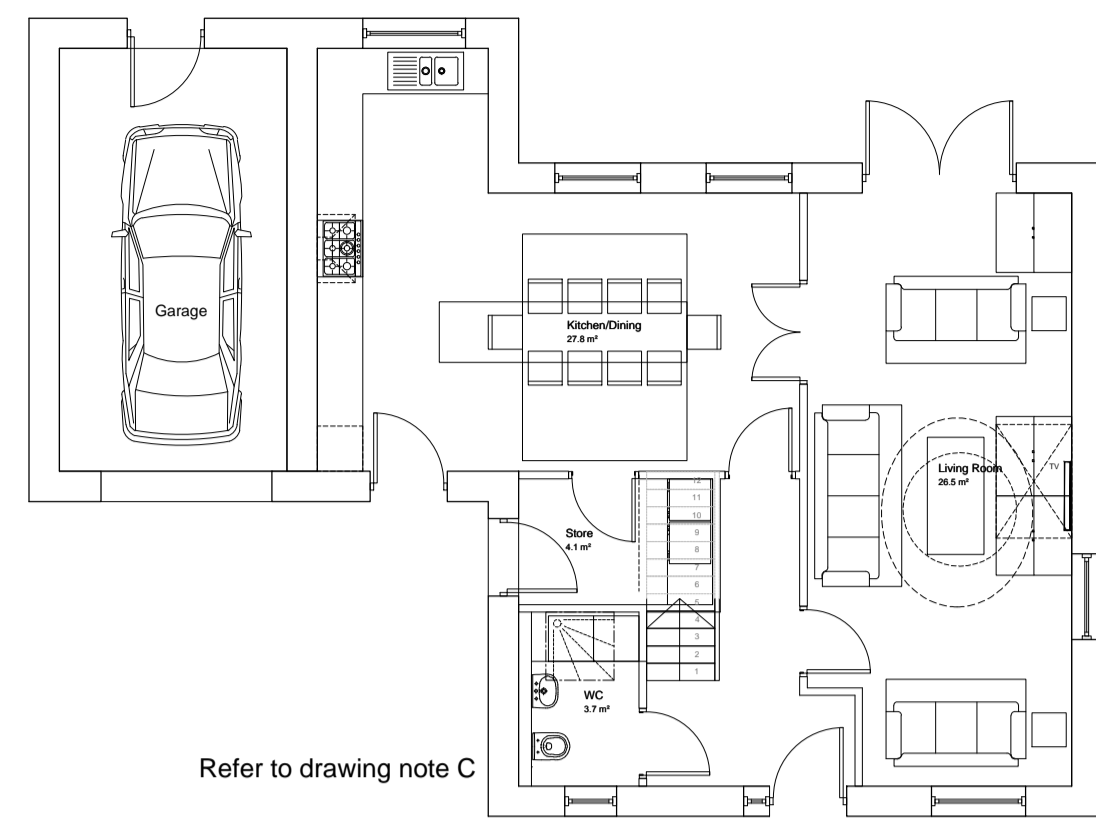 Garage
Kitchen/Dining
27.8 m²
Living Room
26.5 m²
TV
Store
4.1 m²
12
11
10
9
8
7
6
5
4
3
2
1
WC
3.7 m²
Refer to drawing note C